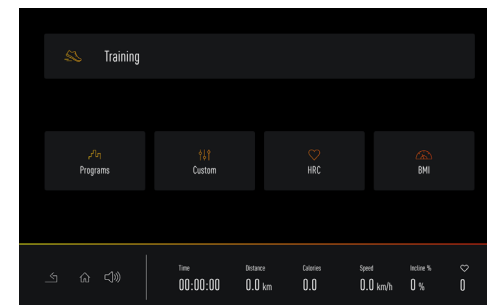 Training
Programs
Custom
HRC
BMI
Time
Distance
Calories
Speed
Incline %
00:00:00
0.0 km
0.0
0.0 km/h
0 %
0